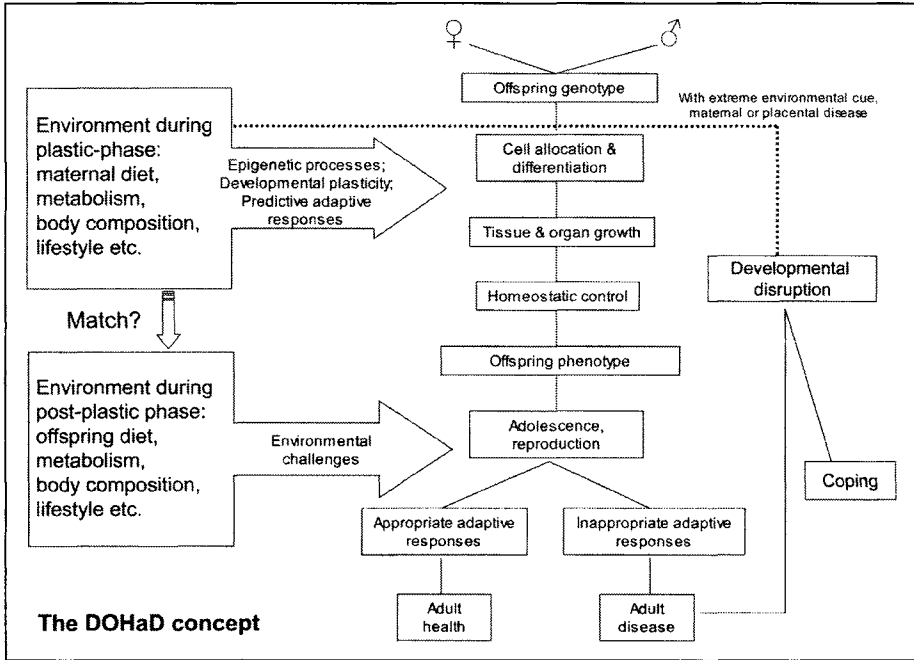 ♀ ♂
Offspring genotype
With extreme environmental cue,
maternal or placental disease
Environment during
plastic-phase:
maternal diet,
metabolism,
body composition,
lifestyle etc.
Epigenetic processes;
Developmental plasticity;
Predictive adaptive
responses
Cell allocation &
differentiation
Tissue & organ growth
Developmental
disruption
Homeostatic control
Match?
Offspring phenotype
Environment during
post-plastic phase:
offspring diet,
metabolism,
body composition,
lifestyle etc.
Environmental
challenges
Adolescence,
reproduction
Coping
Appropriate adaptive
responses
Inappropriate adaptive
responses
Adult
health
Adult
disease
The DOHaD concept